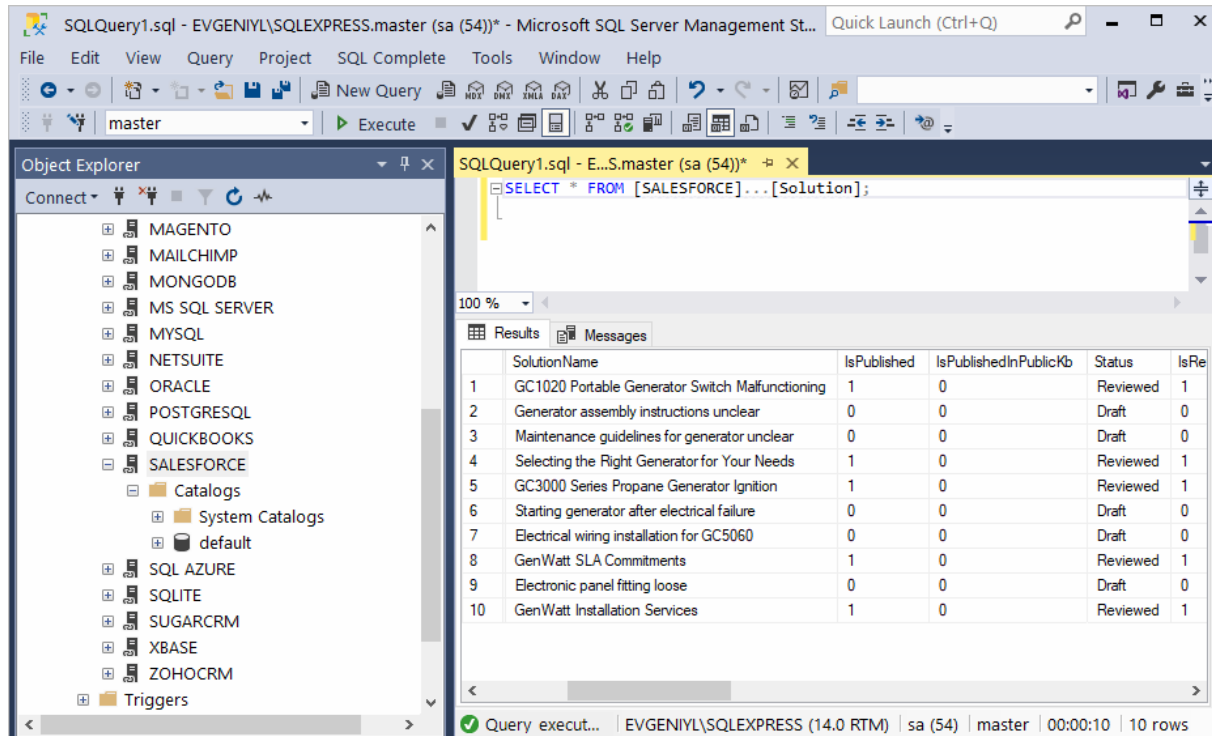 SQLQuery1.sql - EVGENIYL\SQLEXPRESS.master (sa (54))* - Microsoft SQL Server Management St...
Quick Launch (Ctrl+Q)
File Edit View Query Project SQL Complete Tools Window Help
New Query MDX DMX XMLA DAX
master Execute
Object Explorer
Connect
MAGENTO
MAILCHIMP
MONGODB
MS SQL SERVER
MYSQL
NETSUITE
ORACLE
POSTGRESQL
QUICKBOOKS
SALESFORCE
Catalogs
System Catalogs
default
SQL AZURE
SQLITE
SUGARCRM
XBASE
ZOHOCRM
Triggers
SQLQuery1.sql - E...S.master (sa (54))*
SELECT * FROM [SALESFORCE]...[Solution];
100 %
Results Messages
SolutionName IsPublished IsPublishedInPublicKb Status IsRe
1 GC1020 Portable Generator Switch Malfunctioning 1 0 Reviewed 1
2 Generator assembly instructions unclear 0 0 Draft 0
3 Maintenance guidelines for generator unclear 0 0 Draft 0
4 Selecting the Right Generator for Your Needs 1 0 Reviewed 1
5 GC3000 Series Propane Generator Ignition 1 0 Reviewed 1
6 Starting generator after electrical failure 0 0 Draft 0
7 Electrical wiring installation for GC5060 0 0 Draft 0
8 GenWatt SLA Commitments 1 0 Reviewed 1
9 Electronic panel fitting loose 0 0 Draft 0
10 GenWatt Installation Services 1 0 Reviewed 1
Query execut... EVGENIYL\SQLEXPRESS (14.0 RTM) sa (54) master 00:00:10 10 rows